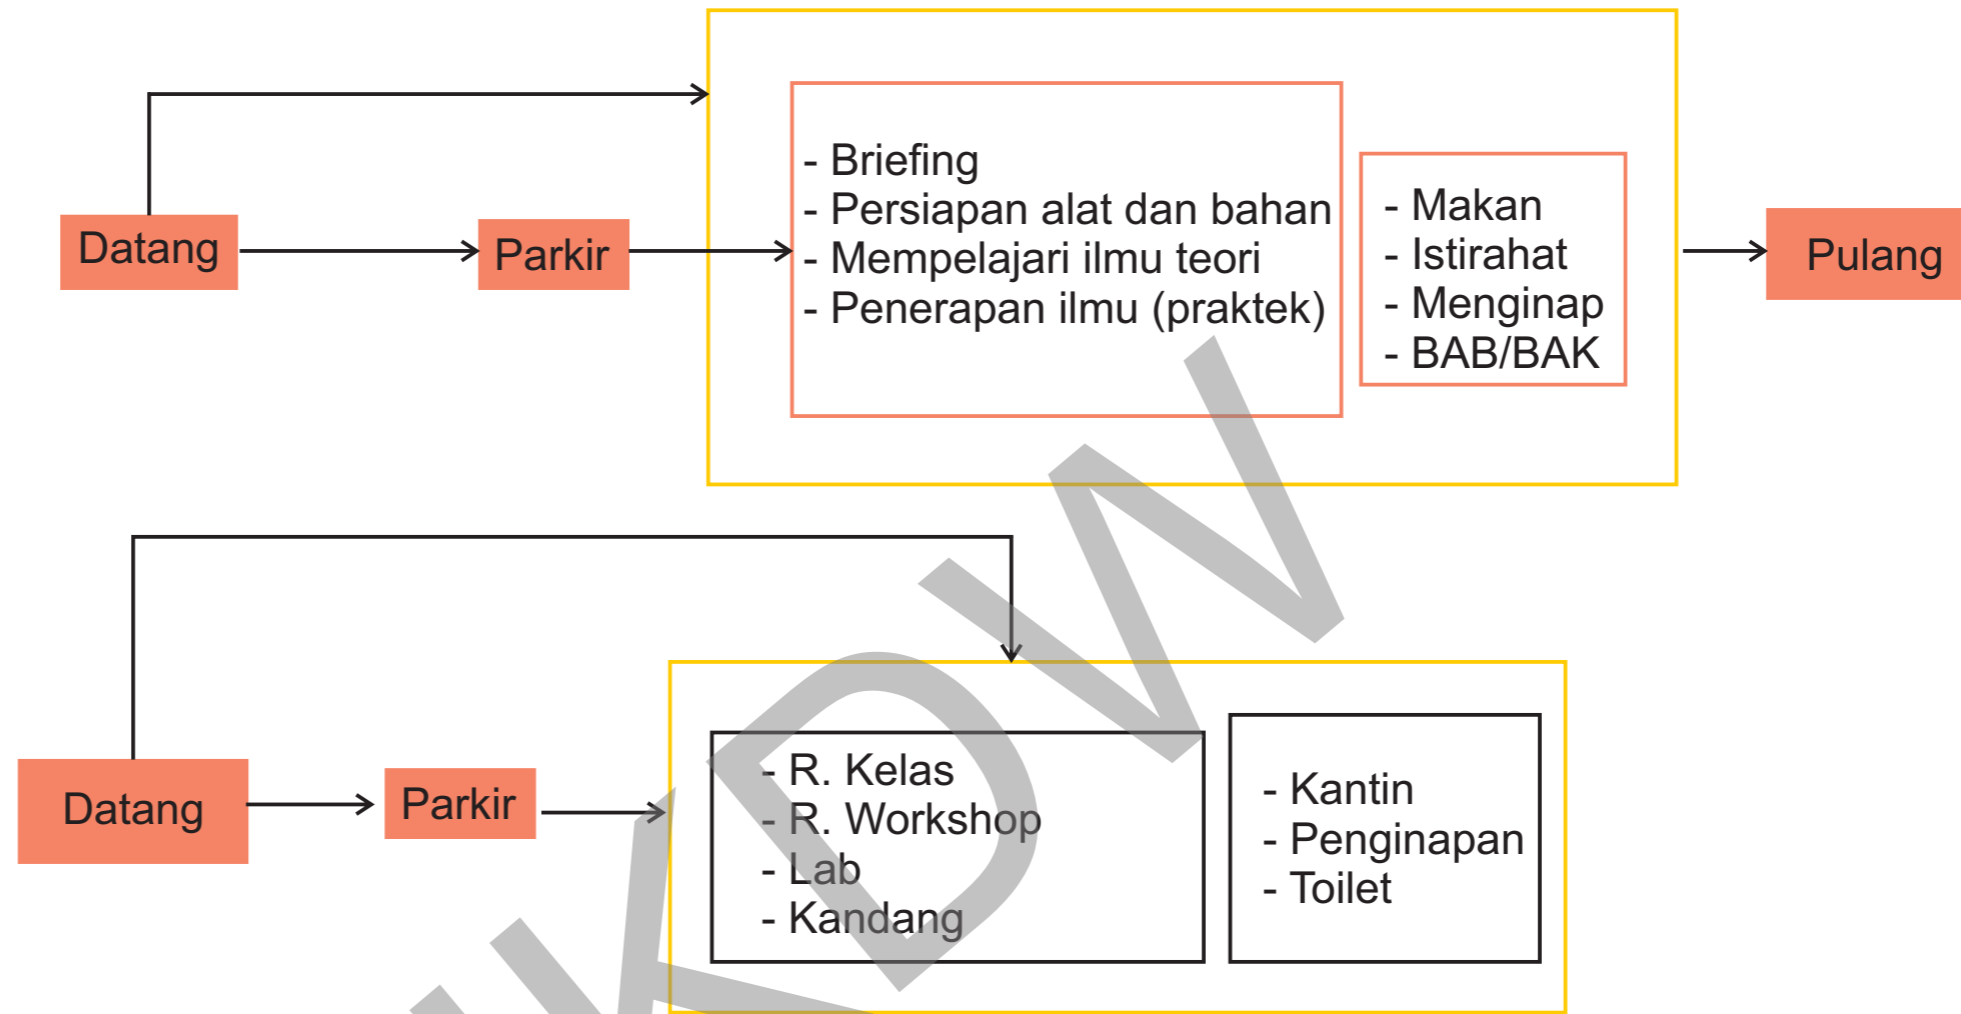 Datang
Parkir
- Briefing
- Persiapan alat dan bahan
- Mempelajari ilmu teori
- Penerapan ilmu (praktek)
- Makan
- Istirahat
- Menginap
- BAB/BAK
Pulang
Datang
Parkir
- R. Kelas
- R. Workshop
- Lab
- Kandang
- Kantin
- Penginapan
- Toilet
KDW